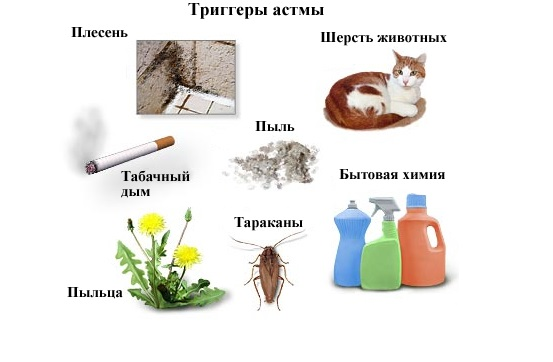 Триггеры астмы
Плесень
Шерсть животных
Пыль
Табачный
дым
Бытовая химия
Тараканы
Пыльца